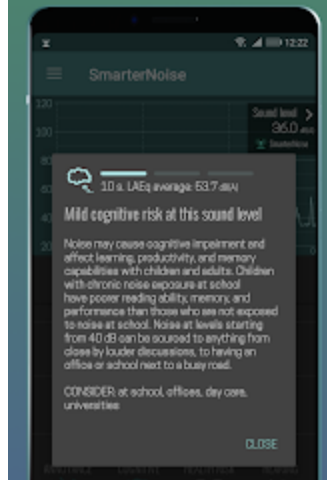 12:22
SmarterNoise
120
Sound level
36.0 dB(A)
100
SmarterNoise
80
60
10 s. LAeq average: 53.7 dB(A)
40
Mild cognitive risk at this sound level
20
Noise may cause cognitive impairment and
affect learning, productivity, and memory
capabilities with children and adults. Children
with chronic noise exposure at school
have poorer reading ability, memory, and
performance than those who are not exposed
to noise at school. Noise at levels starting
from 40 dB can be sourced to anything from
close by louder discussions, to having an
office or school next to a busy road.
CONSIDER: at school, offices, day care,
universities
CLOSE